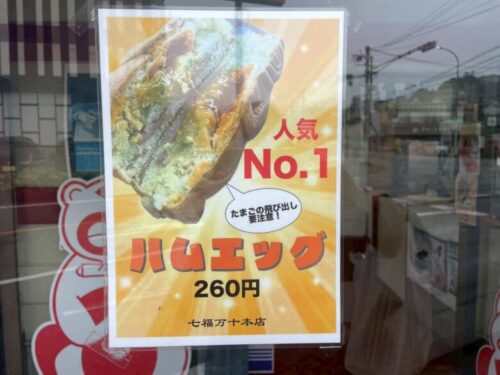 人気
No.1
たまごの飛び出し
要注意！
ハムエッグ
260円
七福万十本店